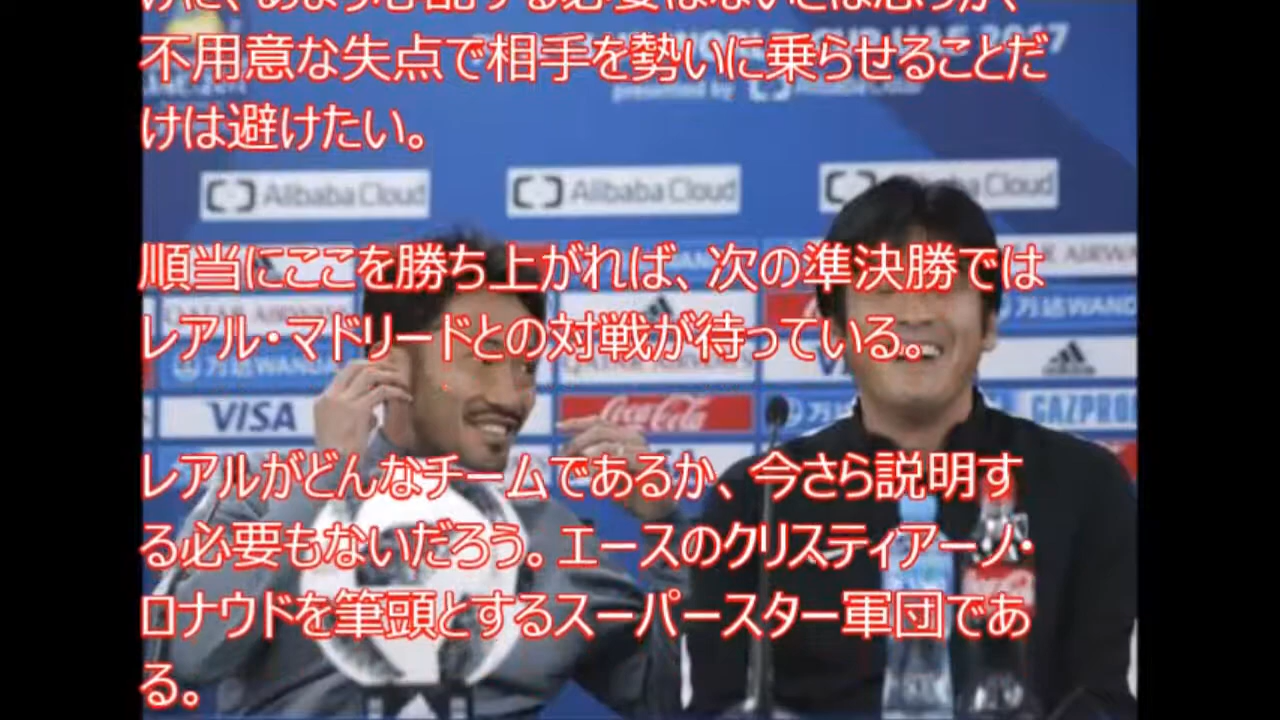 不用意な失点で相手を勢いに乗らせることだ
けは避けたい。
Alibaba Cloud
Alibaba Cloud
Alibaba Cloud
順当にここを勝ち上がれば、次の準決勝では
レアル・マドリードとの対戦が待っている。
VISA
Coca-Cola
GAZPRO
レアルがどんなチームであるか、今さら説明す
る必要もないだろう。エースのクリスティアーノ・
ロナウドを筆頭とするスーパースター軍団であ
る。